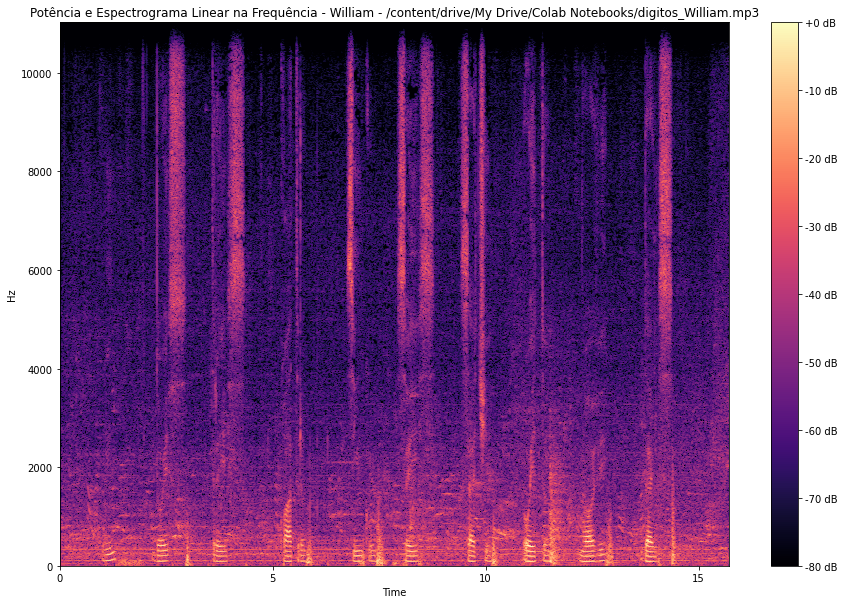 Potência e Espectrograma Linear na Frequência - William - /content/drive/My Drive/Colab Notebooks/digitos_William.mp3
+0 dB
10000
-10 dB
8000
-20 dB
-30 dB
6000
Hz
-40 dB
4000
-50 dB
-60 dB
2000
-70 dB
0
-80 dB
0
5
10
15
Time